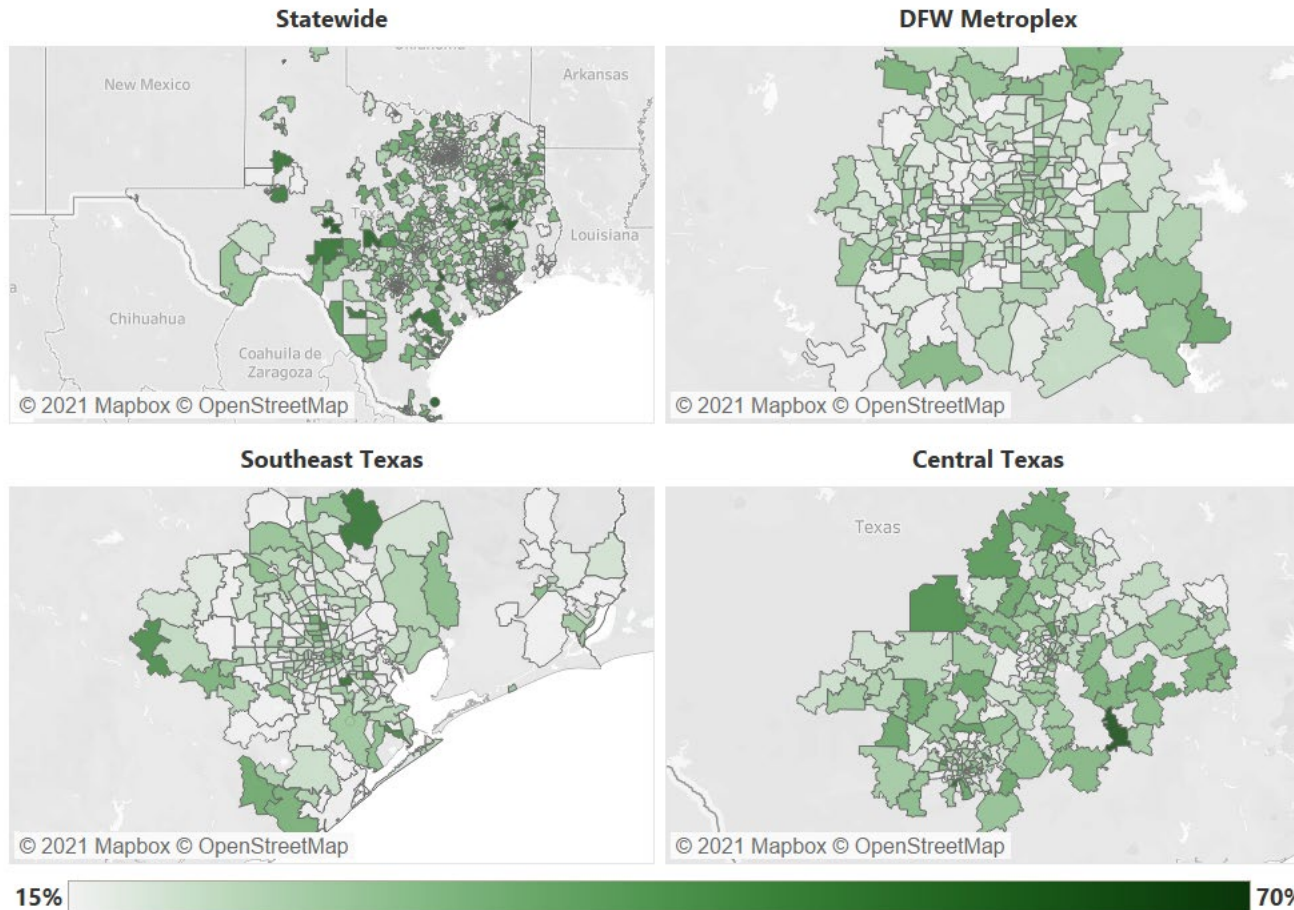 Statewide
DFW Metroplex
New Mexico
Oklahoma
Arkansas
Louisiana
Chihuahua
Coahuila de
Zaragoza
© 2021 Mapbox © OpenStreetMap
© 2021 Mapbox © OpenStreetMap
Southeast Texas
Central Texas
Texas
© 2021 Mapbox © OpenStreetMap
© 2021 Mapbox © OpenStreetMap
15%
70%